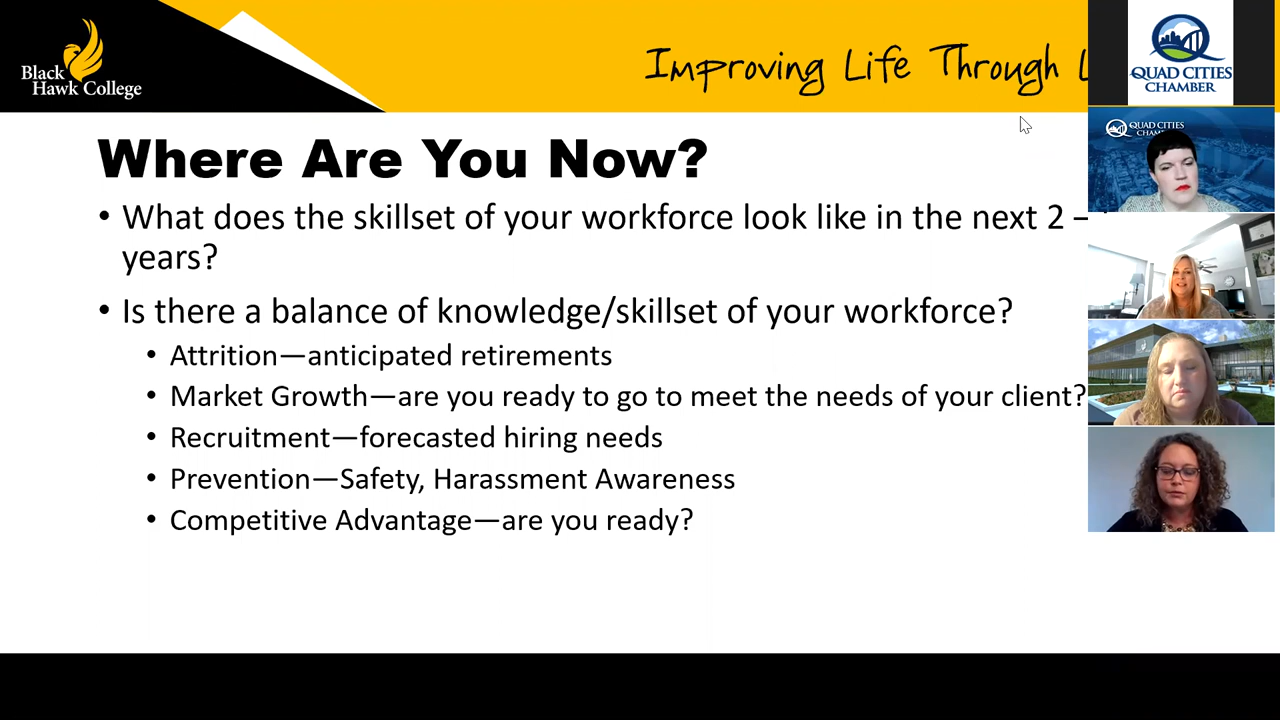 Black
Hawk College
Improving Life Through
QUAD CITIES
CHAMBER
QUAD CITIES
Where Are You Now?
• What does the skillset of your workforce look like in the next 2 –
years?
• Is there a balance of knowledge/skillset of your workforce?
• Attrition—anticipated retirements
• Market Growth—are you ready to go to meet the needs of your client?
• Recruitment—forecasted hiring needs
• Prevention—Safety, Harassment Awareness
• Competitive Advantage—are you ready?